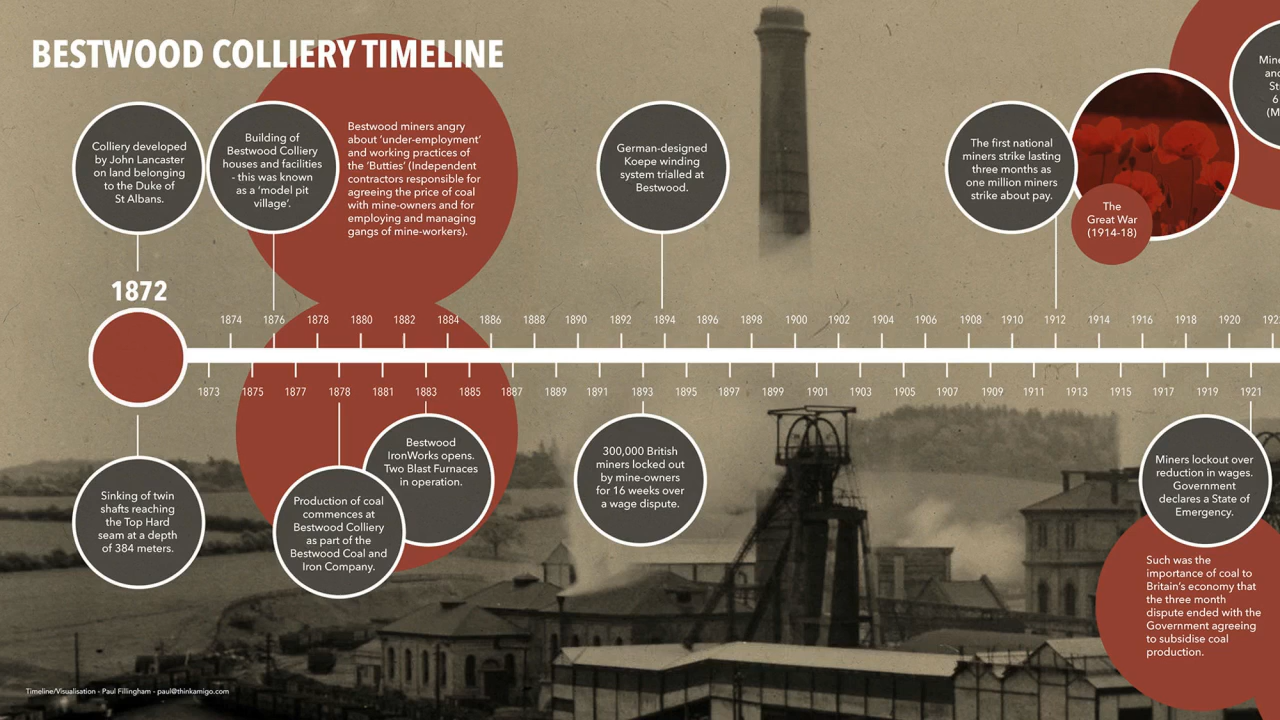 BESTWOOD COLLIERY TIMELINE
Colliery developed
by John Lancaster
on land belonging
to the Duke of
St Albans.
Building of
Bestwood Colliery
houses and facilities
- this was known
as a ‘model pit
village’.
Bestwood miners angry
about ‘under-employment’
and working practices of
the ‘Butties’ (Independent
contractors responsible for
agreeing the price of coal
with mine-owners and for
employing and managing
gangs of mine-workers).
German-designed
Koepe winding
system trialled at
Bestwood.
The first national
miners strike lasting
three months as
one million miners
strike about pay.
The
Great War
(1914-18)
1872
1874 1876 1878 1880 1882 1884 1886 1888 1890 1892 1894 1896 1898 1900 1902 1904 1906 1908 1910 1912 1914 1916 1918 1920
1873 1875 1877 1878 1881 1883 1885 1887 1889 1891 1893 1895 1897 1899 1901 1903 1905 1907 1909 1911 1913 1915 1917 1919 1921
Sinking of twin
shafts reaching
the Top Hard
seam at a depth
of 384 meters.
Production of coal
commences at
Bestwood Colliery
as part of the
Bestwood Coal and
Iron Company.
Bestwood
IronWorks opens.
Two Blast Furnaces
in operation.
300,000 British
miners locked out
by mine-owners
for 16 weeks over
a wage dispute.
Miners lockout over
reduction in wages.
Government
declares a State of
Emergency.
Such was the
importance of coal to
Britain’s economy that
the three month
dispute ended with the
Government agreeing
to subsidise coal
production.
Timeline/Visualisation - Paul Fillingham - paul@thinkamigo.com